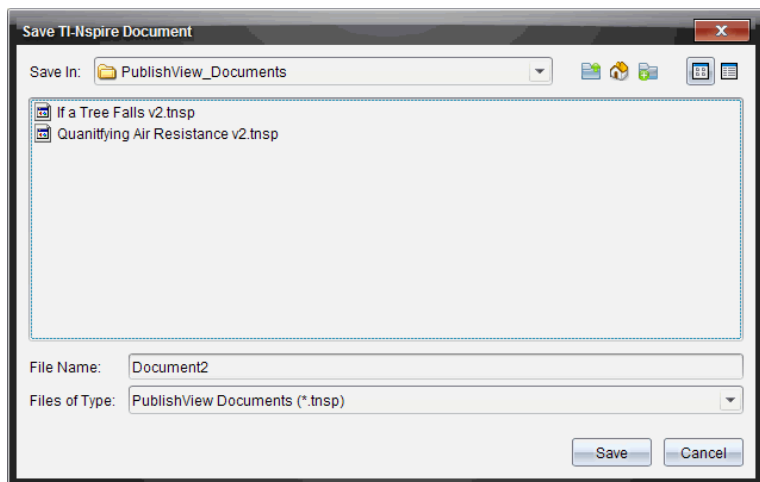 Save TI-Nspire Document
Save In: PublishView_Documents
If a Tree Falls v2.tnsp
Quanitfying Air Resistance v2.tnsp
File Name: Document2
Files of Type: PublishView Documents (*.tnsp)
Save Cancel